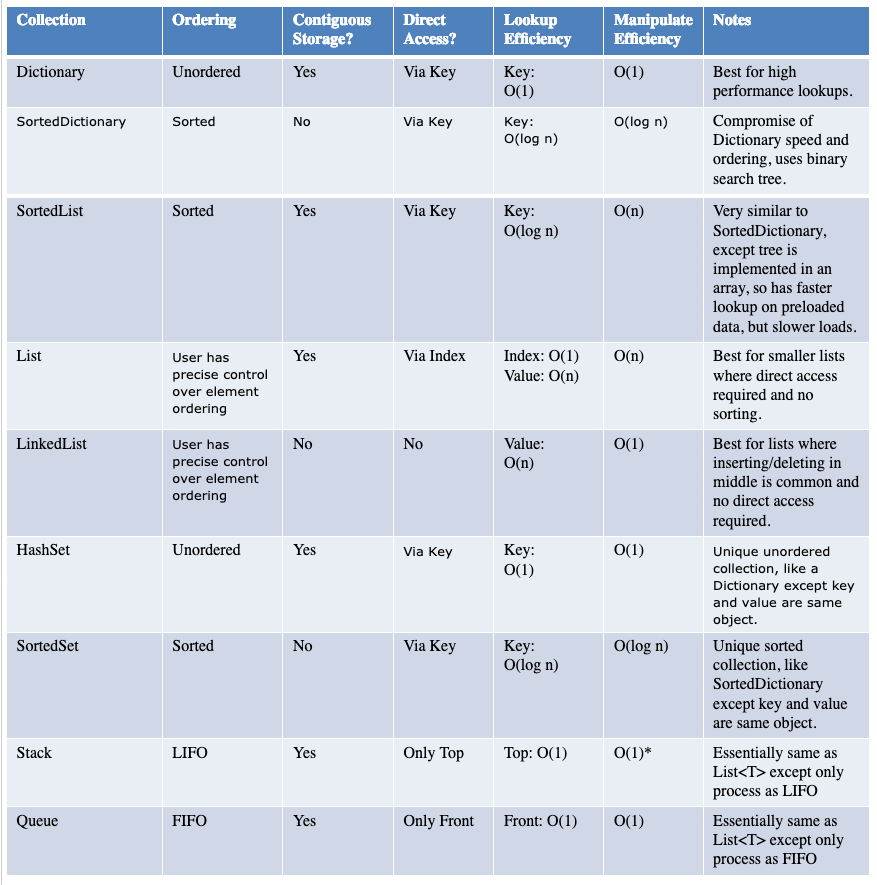 Collection Ordering Contiguous Storage? Direct Access? Lookup Efficiency Manipulate Efficiency Notes
Dictionary Unordered Yes Via Key Key: O(1) O(1) Best for high performance lookups.
SortedDictionary Sorted No Via Key Key: O(log n) O(log n) Compromise of Dictionary speed and ordering, uses binary search tree.
SortedList Sorted Yes Via Key Key: O(log n) O(n) Very similar to SortedDictionary, except tree is implemented in an array, so has faster lookup on preloaded data, but slower loads.
List User has precise control over element ordering Yes Via Index Index: O(1) Value: O(n) O(n) Best for smaller lists where direct access required and no sorting.
LinkedList User has precise control over element ordering No No Value: O(n) O(1) Best for lists where inserting/deleting in middle is common and no direct access required.
HashSet Unordered Yes Via Key Key: O(1) O(1) Unique unordered collection, like a Dictionary except key and value are same object.
SortedSet Sorted No Via Key Key: O(log n) O(log n) Unique sorted collection, like SortedDictionary except key and value are same object.
Stack LIFO Yes Only Top Top: O(1) O(1)* Essentially same as List<T> except only process as LIFO
Queue FIFO Yes Only Front Front: O(1) O(1) Essentially same as List<T> except only process as FIFO